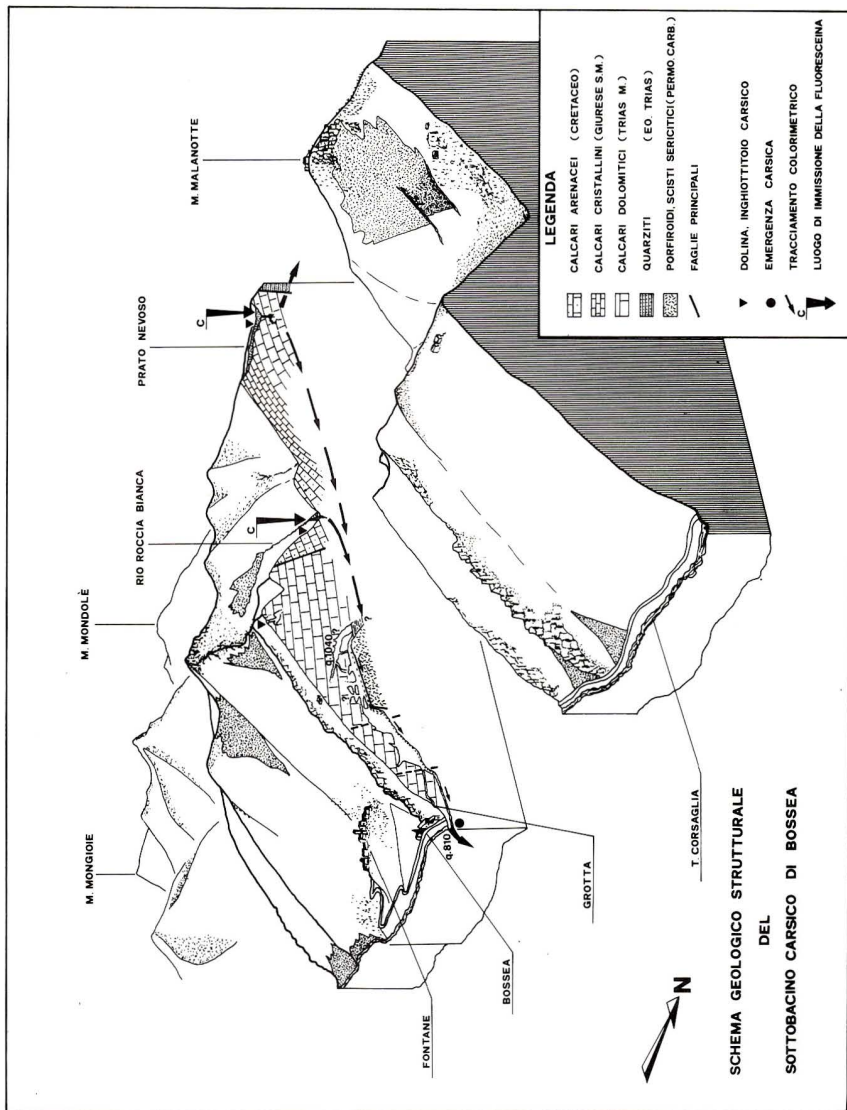 M. MONGIOIE
M. MONDOLÈ
RIO ROCCIA BIANCA
PRATO NEVOSO
M. MALANOTTE
C
C
q.1040
?
q.810
FONTANE
BOSSEA
GROTTA
T. CORSAGLIA
N
SCHEMA GEOLOGICO STRUTTURALE
DEL
SOTTOBACINO CARSICO DI BOSSEA
LEGENDA
CALCARI ARENACEI (CRETACEO)
CALCARI CRISTALLINI (GIURESE S.M.)
CALCARI DOLOMITICI (TRIAS M.)
QUARZITI (EO. TRIAS)
PORFIROIDI, SCISTI SERICITICI (PERMO. CARB.)
FAGLIE PRINCIPALI
DOLINA, INGHIOTTITOIO CARSICO
EMERGENZA CARSICA
TRACCIAMENTO COLORIMETRICO
C LUOGO DI IMMISSIONE DELLA FLUORESCEINA